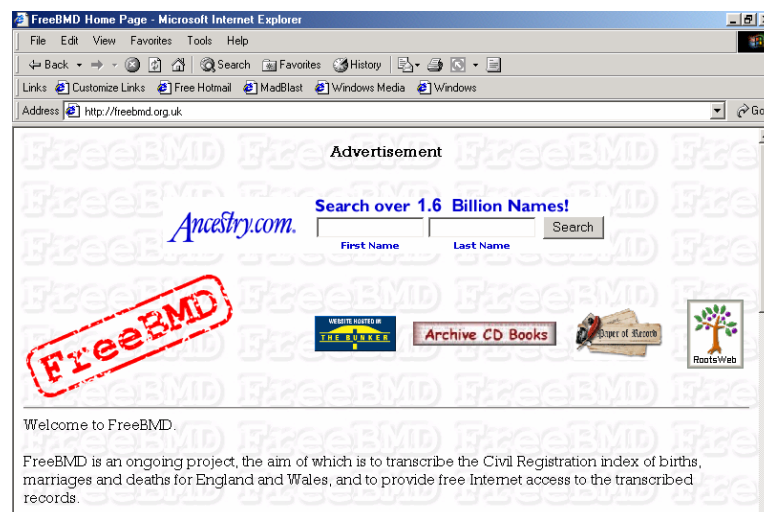 FreeBMD Home Page - Microsoft Internet Explorer
File Edit View Favorites Tools Help
Back Search Favorites History
Links Customize Links Free Hotmail MadBlast Windows Media Windows
Address http://freebmd.org.uk Go
Advertisement
Ancestry.com. Search over 1.6 Billion Names!
Search
First Name Last Name
FreeBMD
WEBSITE HOSTED IN
THE BUNKER
Archive CD Books
Paper of Record
RootsWeb
Welcome to FreeBMD.
FreeBMD is an ongoing project, the aim of which is to transcribe the Civil Registration index of births,
marriages and deaths for England and Wales, and to provide free Internet access to the transcribed
records.